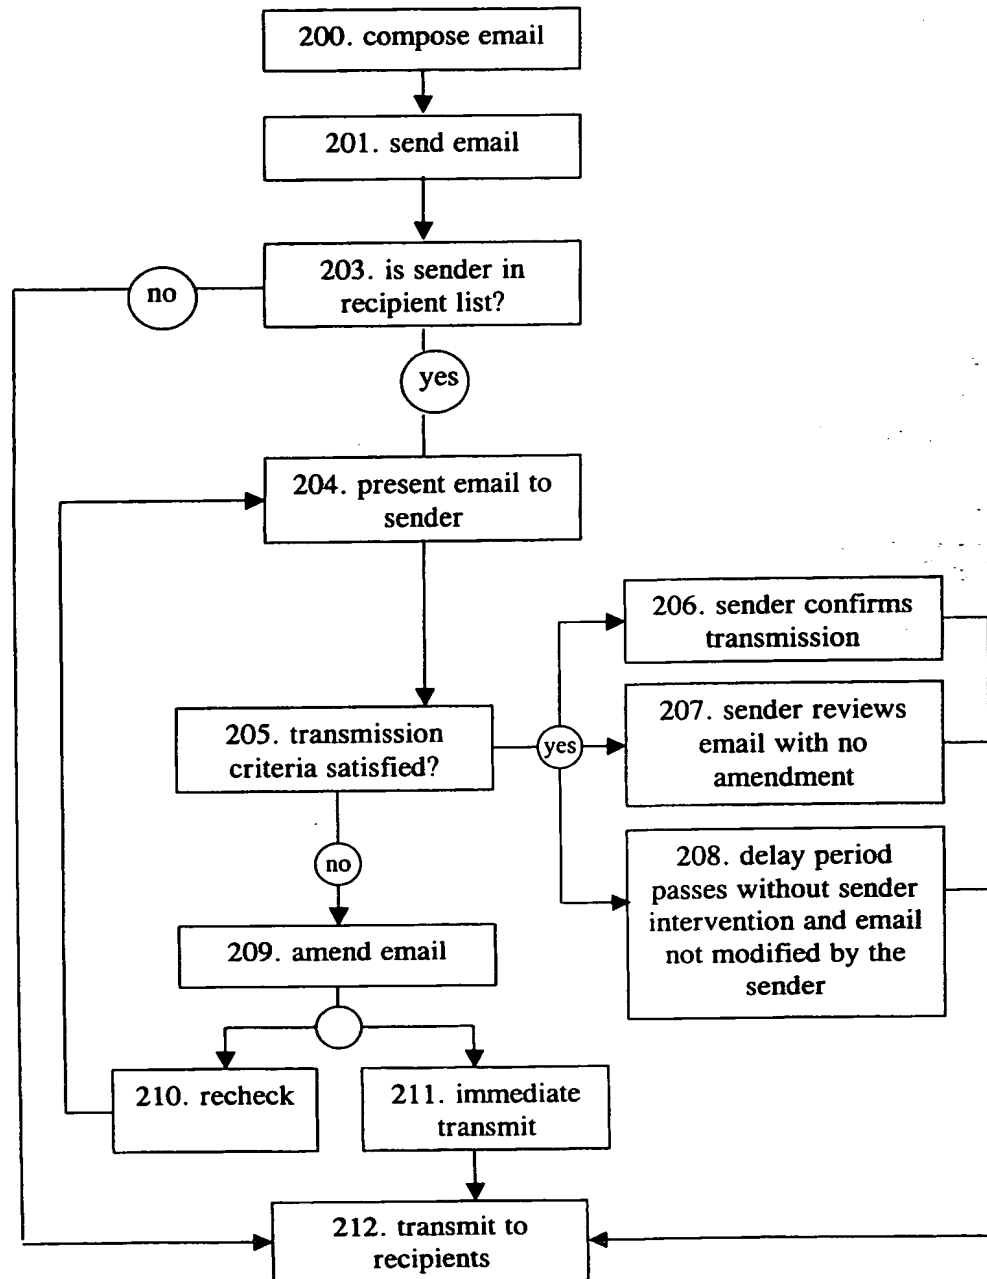 200. compose email
201. send email
203. is sender in
recipient list?
no
yes
204. present email to
sender
205. transmission
criteria satisfied?
yes
206. sender confirms
transmission
207. sender reviews
email with no
amendment
208. delay period
passes without sender
intervention and email
not modified by the
sender
no
209. amend email
210. recheck
211. immediate
transmit
212. transmit to
recipients